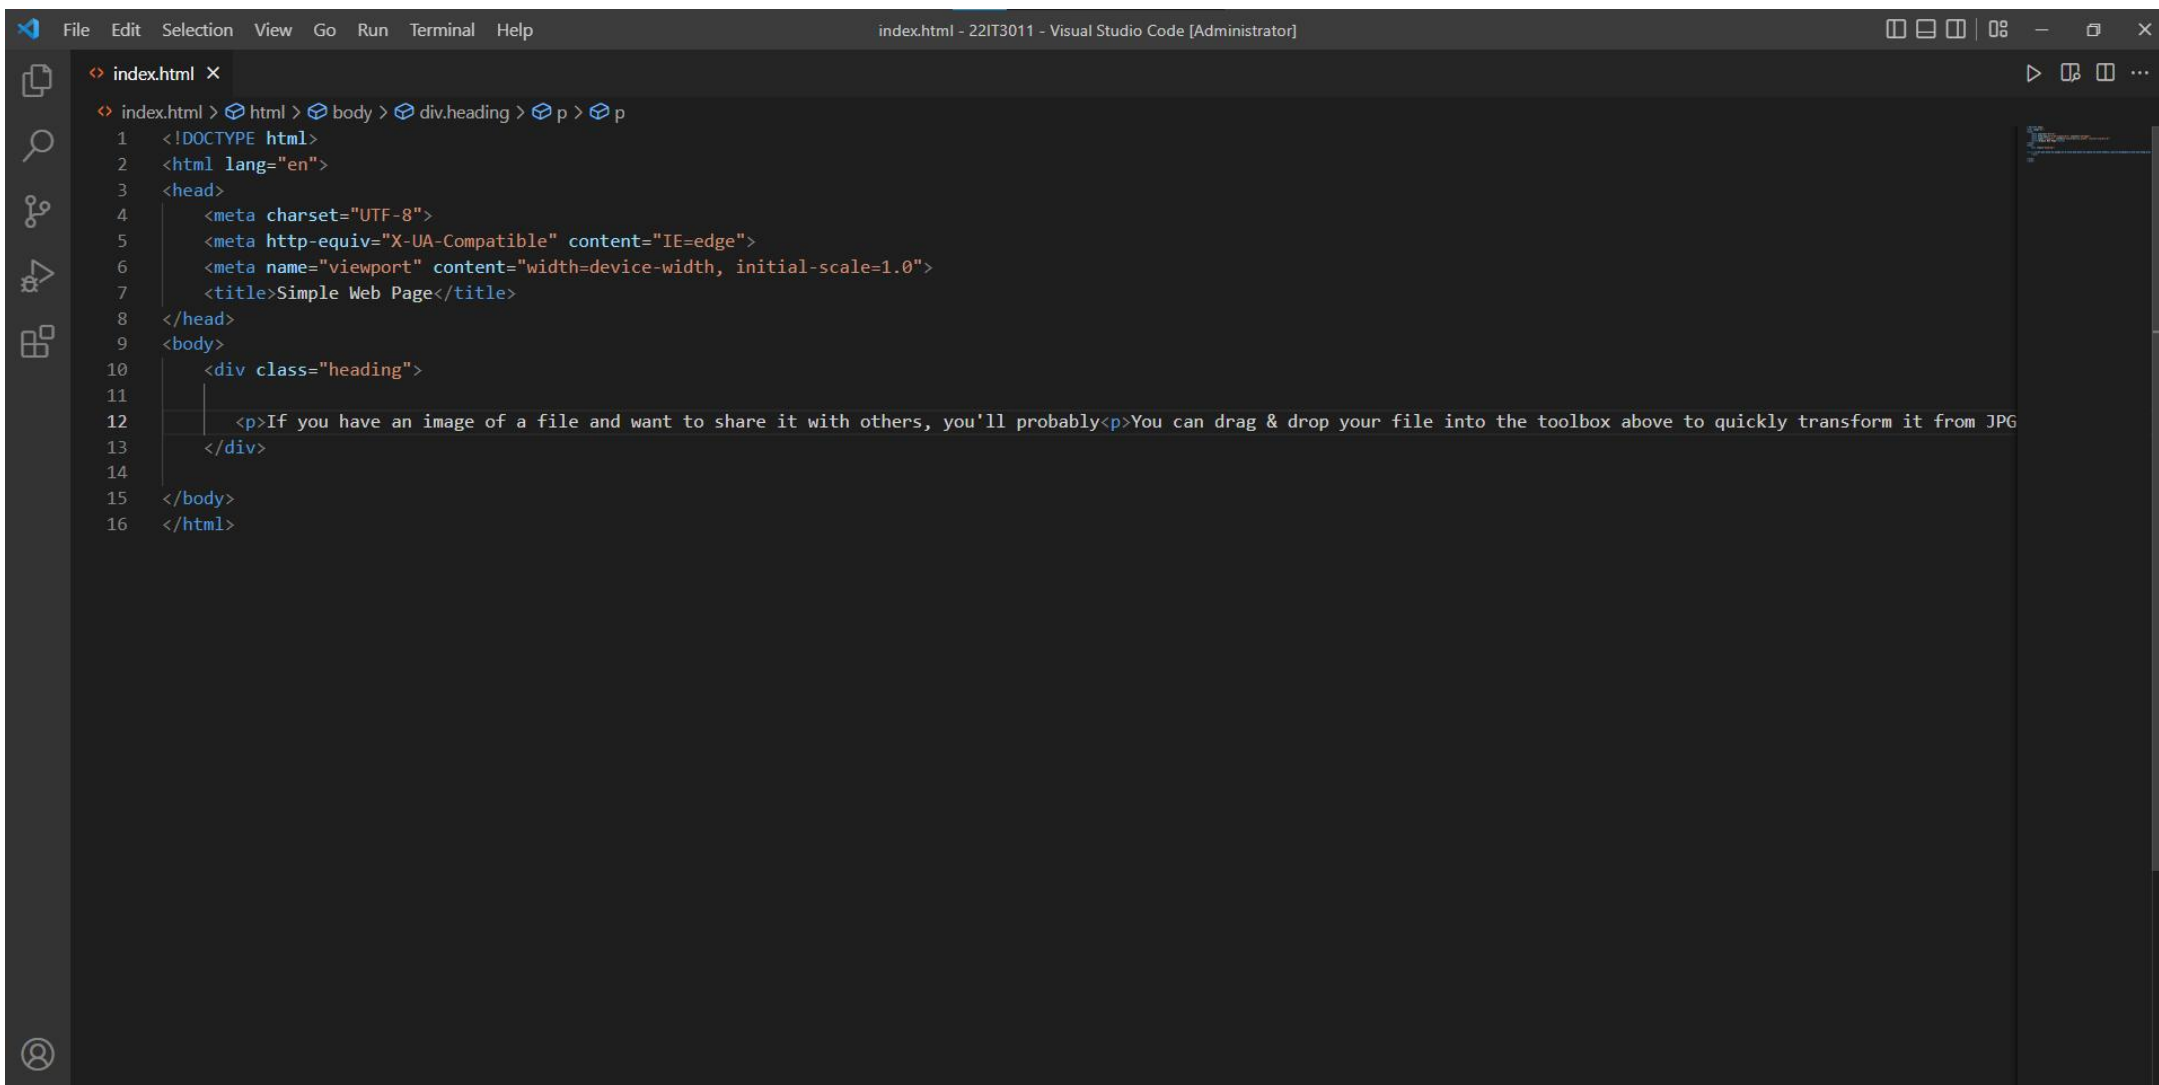 File Edit Selection View Go Run Terminal Help index.html - 22IT3011 - Visual Studio Code [Administrator]
index.html
index.html > html > body > div.heading > p > p
1 <!DOCTYPE html>
2 <html lang="en">
3 <head>
4 <meta charset="UTF-8">
5 <meta http-equiv="X-UA-Compatible" content="IE=edge">
6 <meta name="viewport" content="width=device-width, initial-scale=1.0">
7 <title>Simple Web Page</title>
8 </head>
9 <body>
10 <div class="heading">
11
12 <p>If you have an image of a file and want to share it with others, you'll probably<p>You can drag & drop your file into the toolbox above to quickly transform it from JPG
13 </div>
14
15 </body>
16 </html>